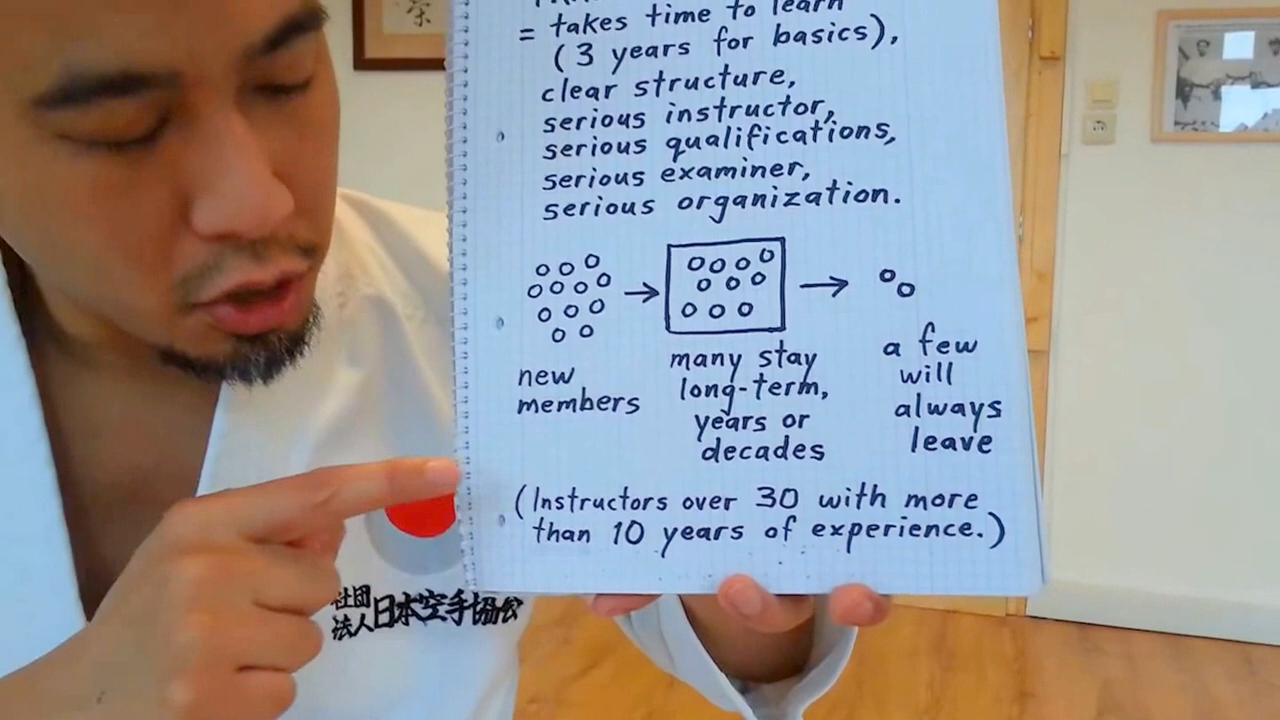 = takes time to learn
(3 years for basics),
clear structure,
serious instructor,
serious qualifications,
serious examiner,
serious organization.
new
members
many stay
long-term,
years or
decades
a few
will
always
leave
(Instructors over 30 with more
than 10 years of experience.)
社団
法人日本空手協会